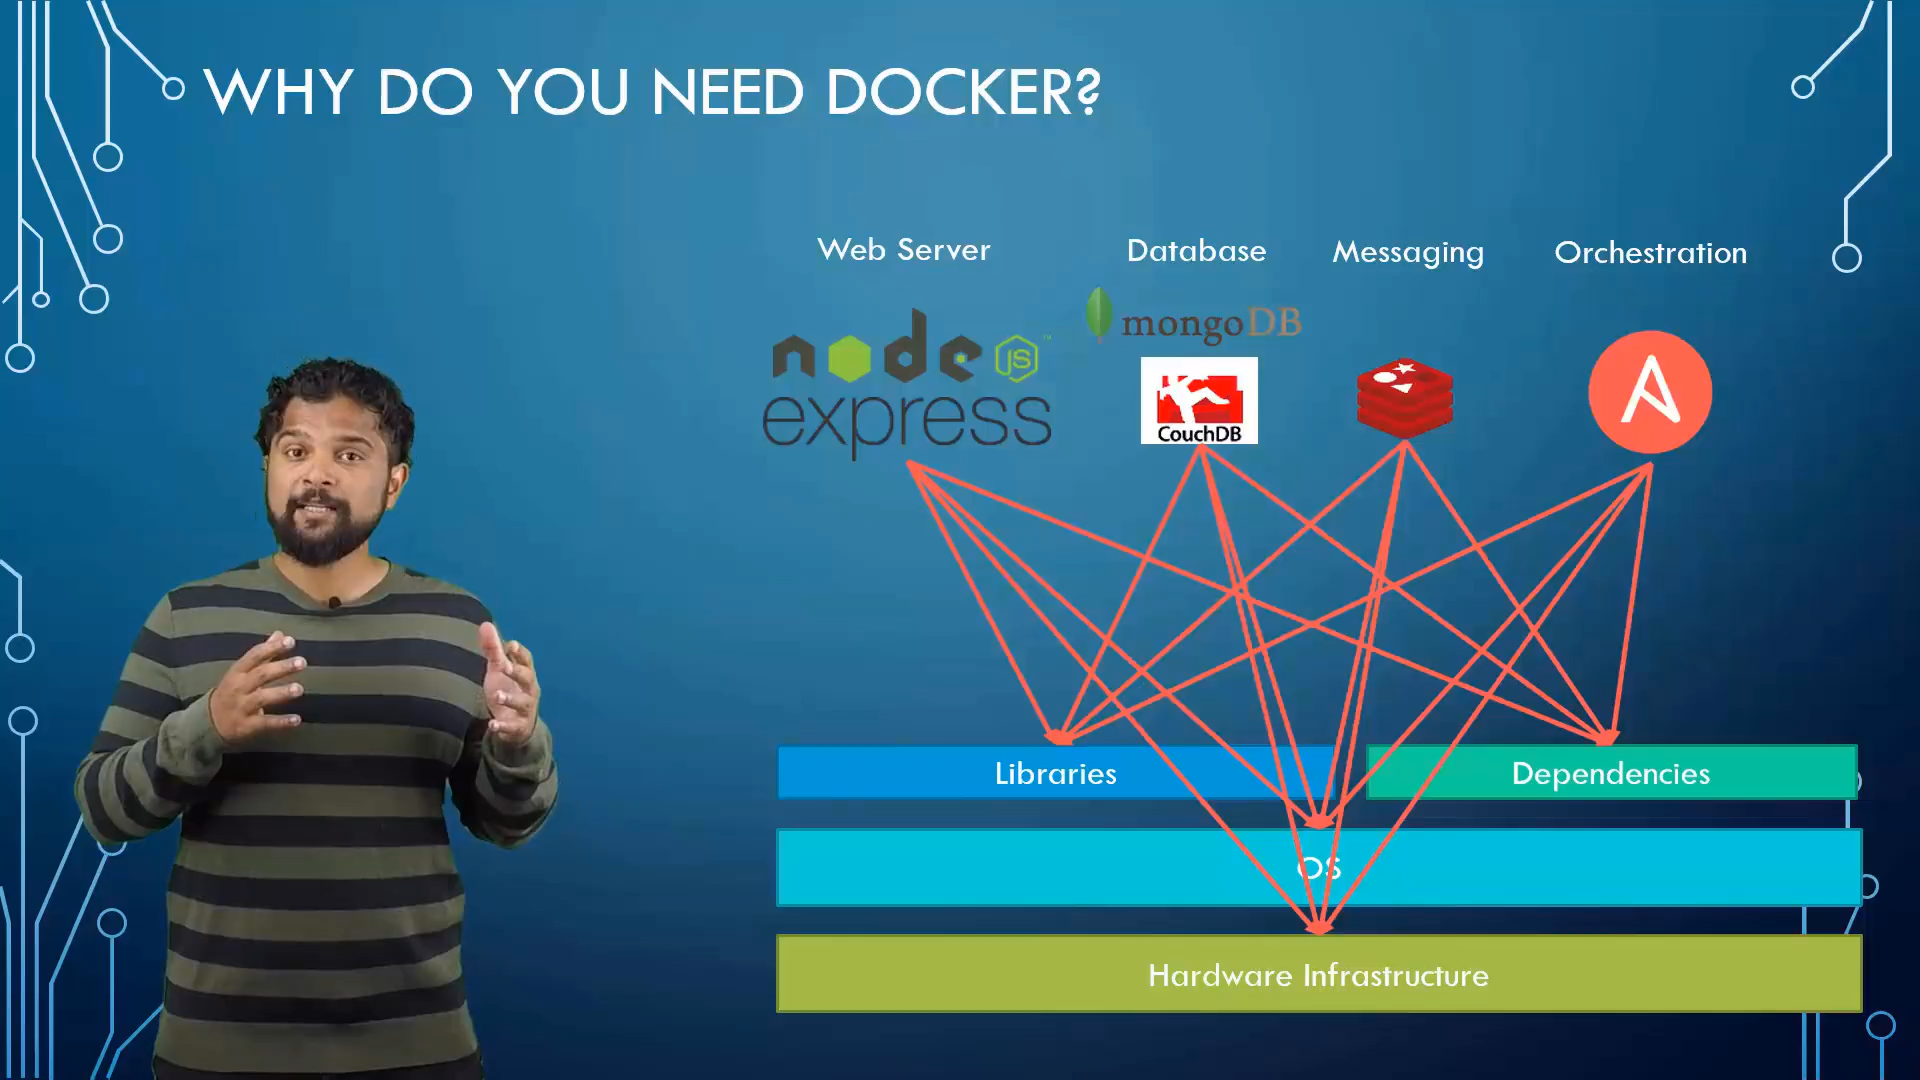 WHY DO YOU NEED DOCKER?
Web Server
Database
Messaging
Orchestration
node JS ™
express
mongoDB
CouchDB
Libraries
Dependencies
OS
Hardware Infrastructure